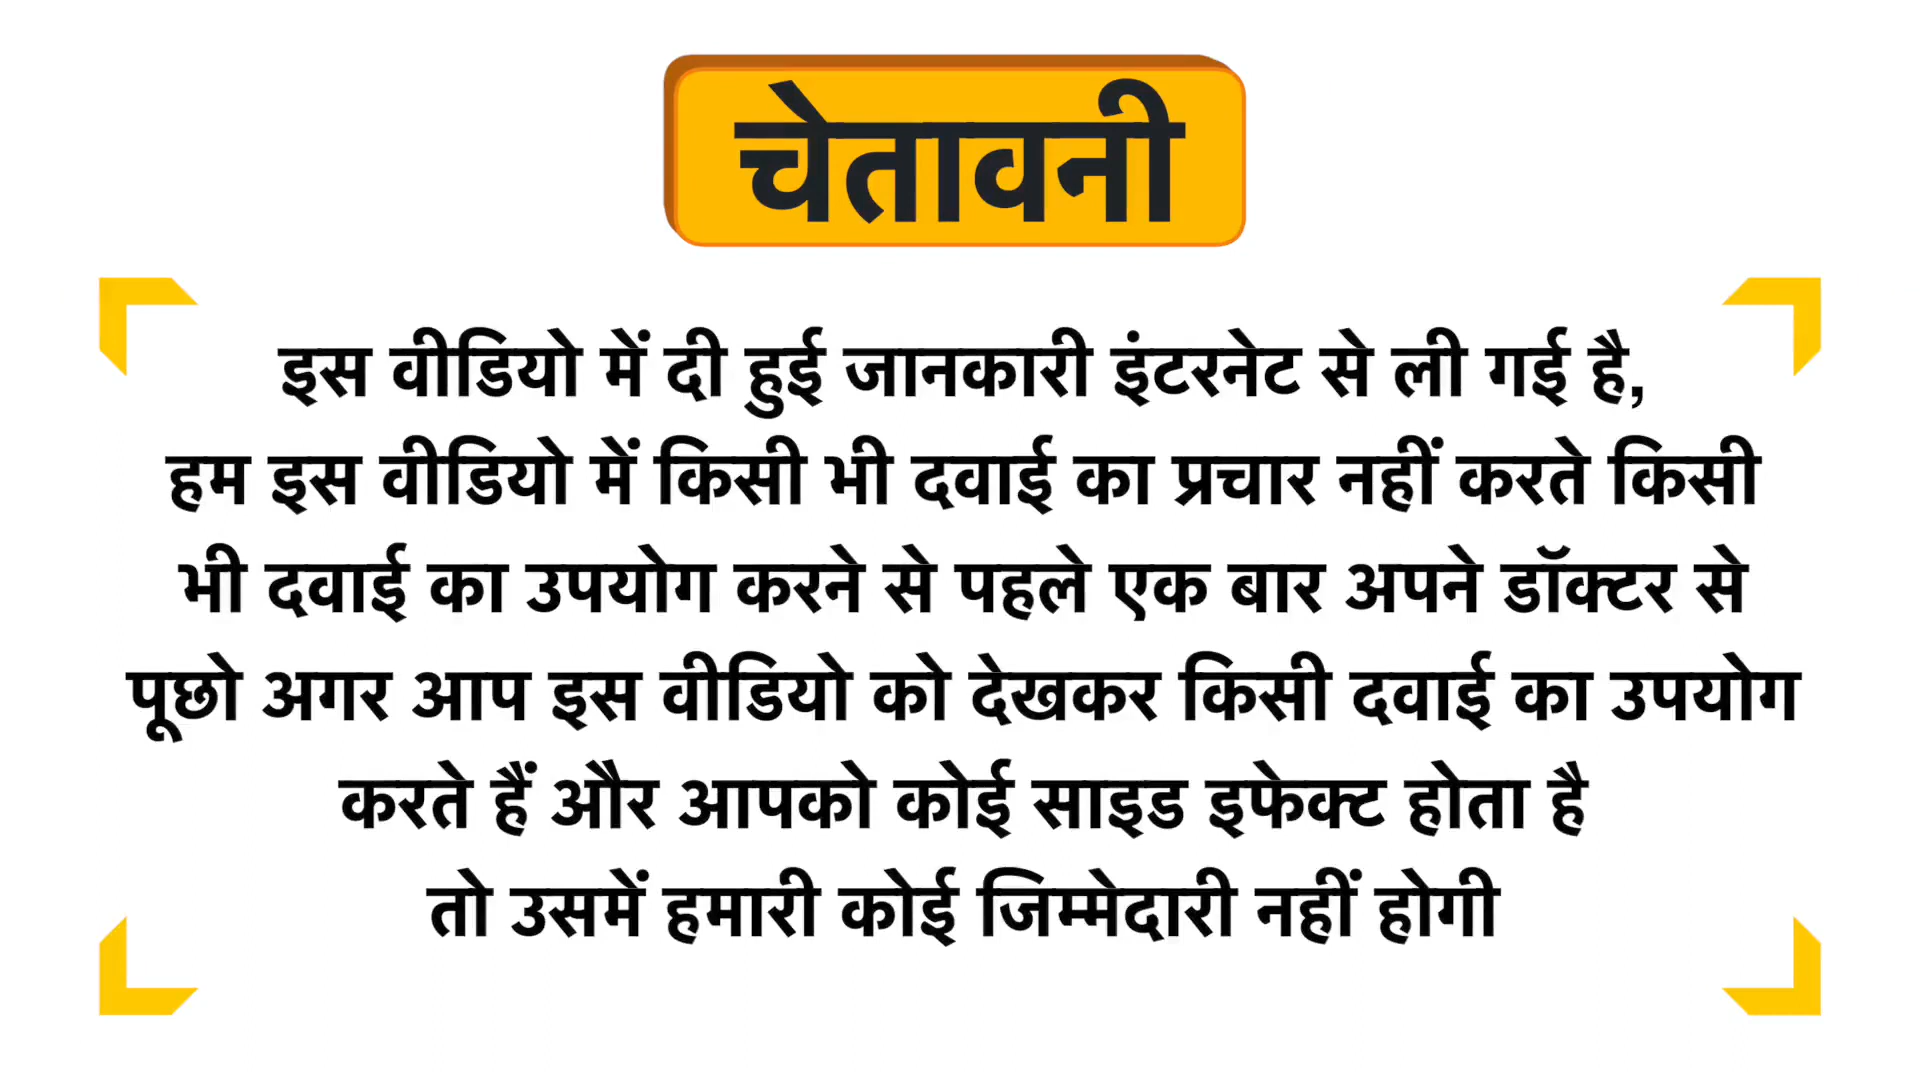 चेतावनी
इस वीडियो में दी हुई जानकारी इंटरनेट से ली गई है,
हम इस वीडियो में किसी भी दवाई का प्रचार नहीं करते किसी
भी दवाई का उपयोग करने से पहले एक बार अपने डॉक्टर से
पूछो अगर आप इस वीडियो को देखकर किसी दवाई का उपयोग
करते हैं और आपको कोई साइड इफेक्ट होता है
तो उसमें हमारी कोई जिम्मेदारी नहीं होगी